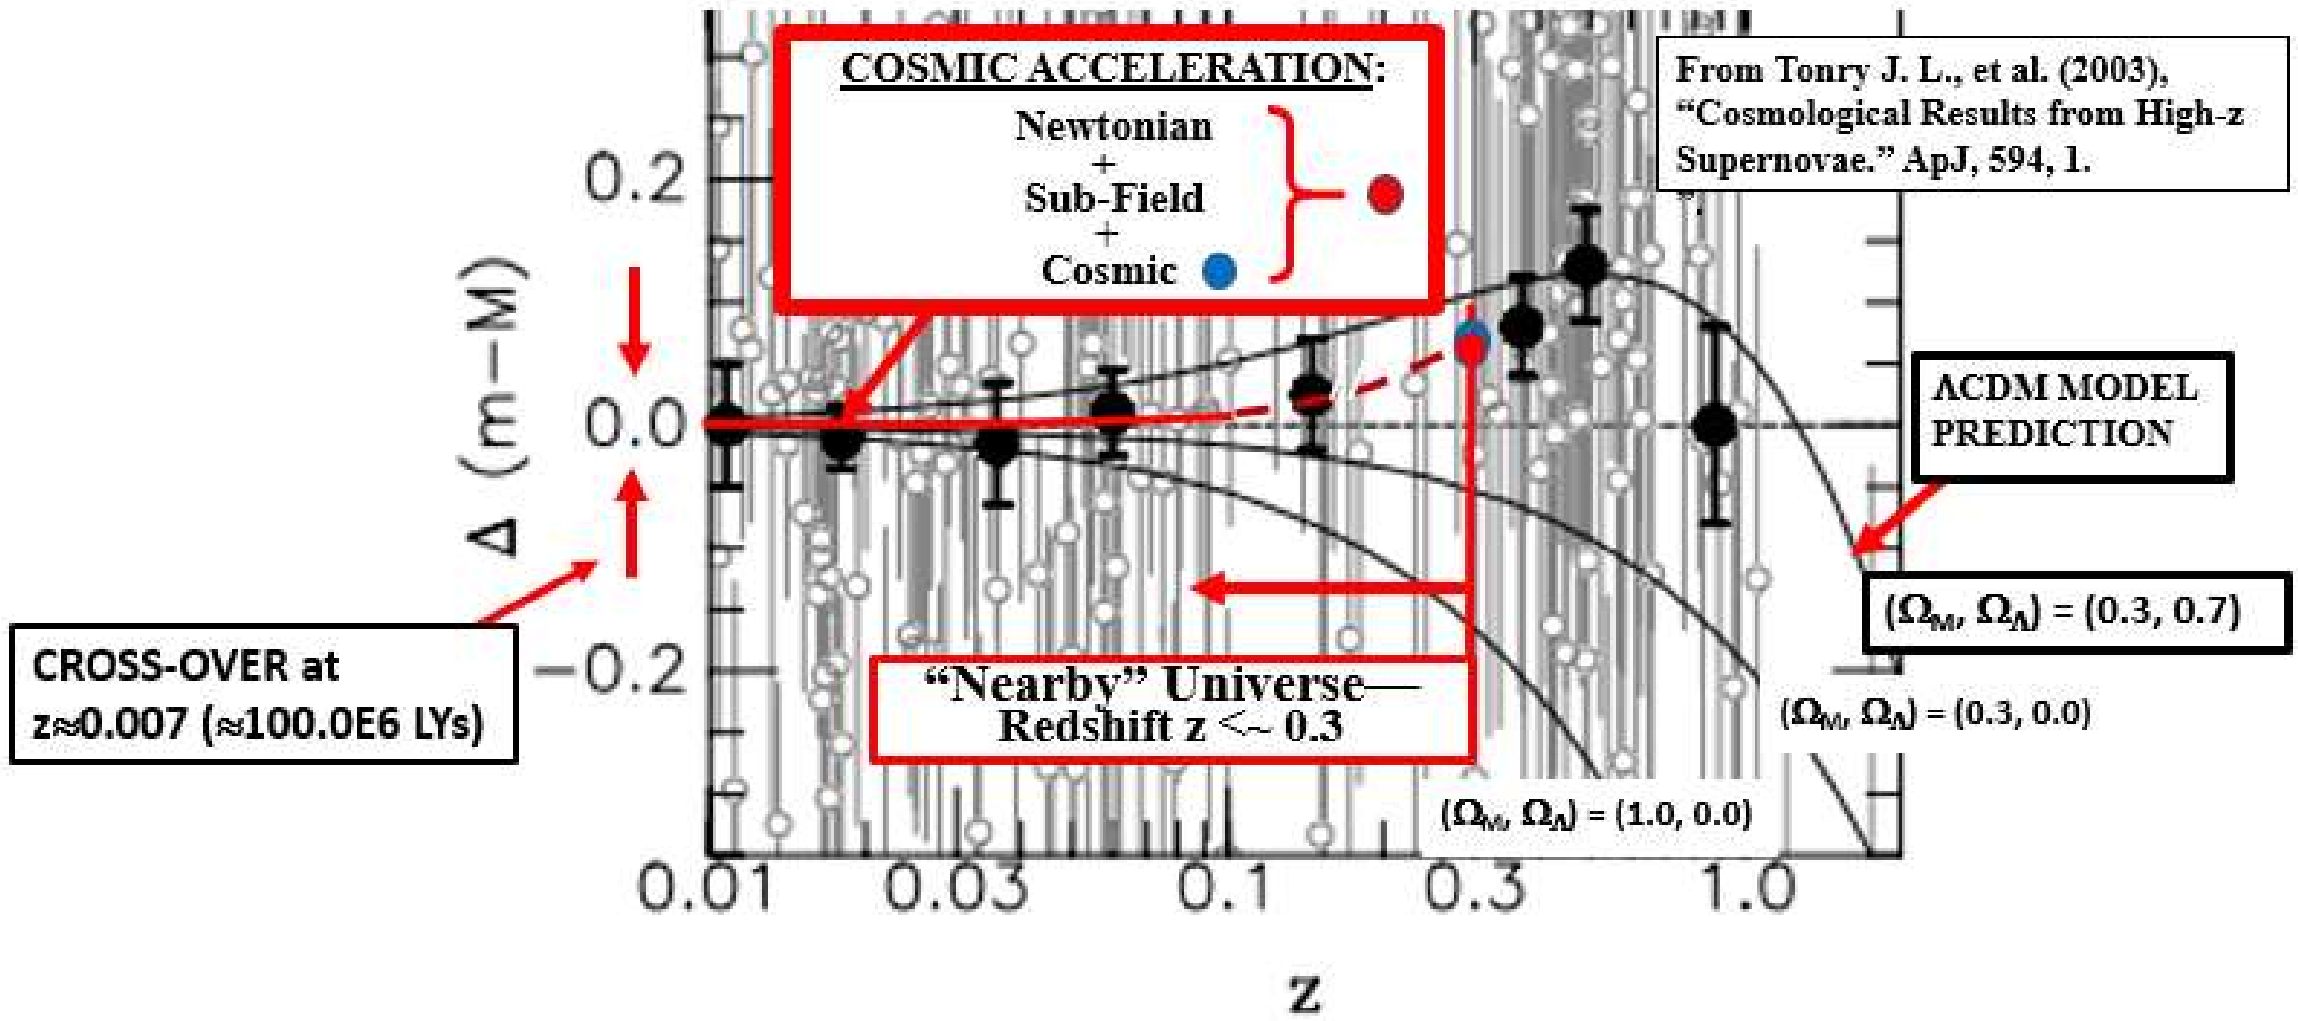 COSMIC ACCELERATION:
Newtonian
+
Sub-Field
+
Cosmic
From Tonry J. L., et al. (2003),
“Cosmological Results from High-z
Supernovae.” ApJ, 594, 1.
”,
0.2
0.0
−0.2
Δ (m−M)
ΛCDM MODEL
PREDICTION
(ΩM, ΩΛ) = (0.3, 0.7)
CROSS-OVER at
z≈0.007 (≈100.0E6 LYs)
“Nearby” Universe—
Redshift z <~ 0.3
(ΩM, ΩΛ) = (0.3, 0.0)
(ΩM, ΩΛ) = (1.0, 0.0)
0.01 0.03 0.1 0.3 1.0
z